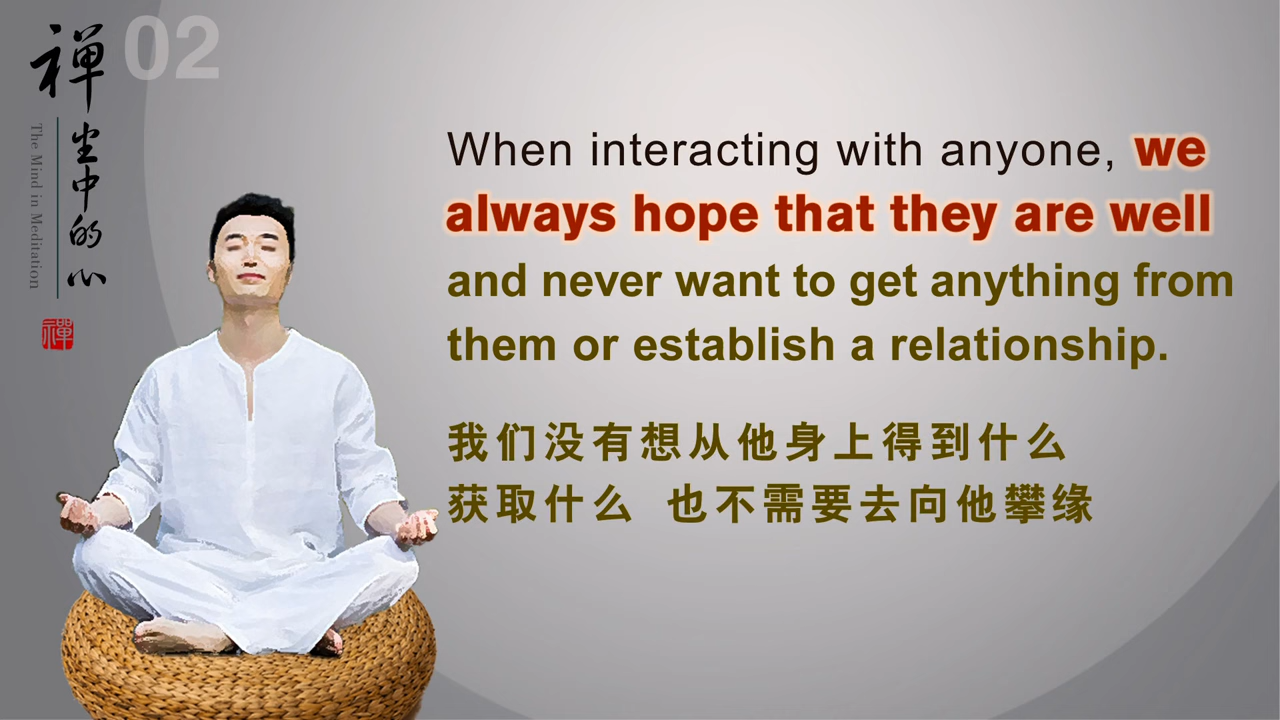 禅 02
坐中的心
The Mind in Meditation
禪
When interacting with anyone, we
always hope that they are well
and never want to get anything from
them or establish a relationship.
我们没有想从他身上得到什么
获取什么 也不需要去向他攀缘